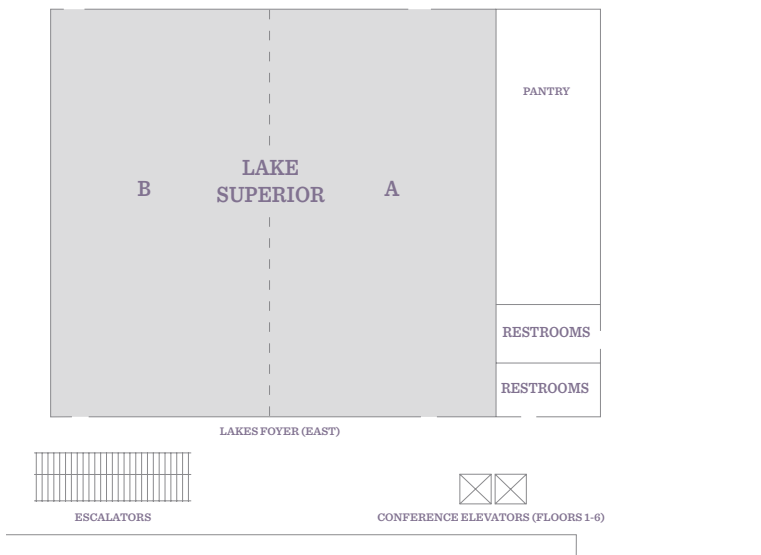 PANTRY
LAKE
SUPERIOR
B
A
RESTROOMS
RESTROOMS
LAKES FOYER (EAST)
ESCALATORS
CONFERENCE ELEVATORS (FLOORS 1-6)